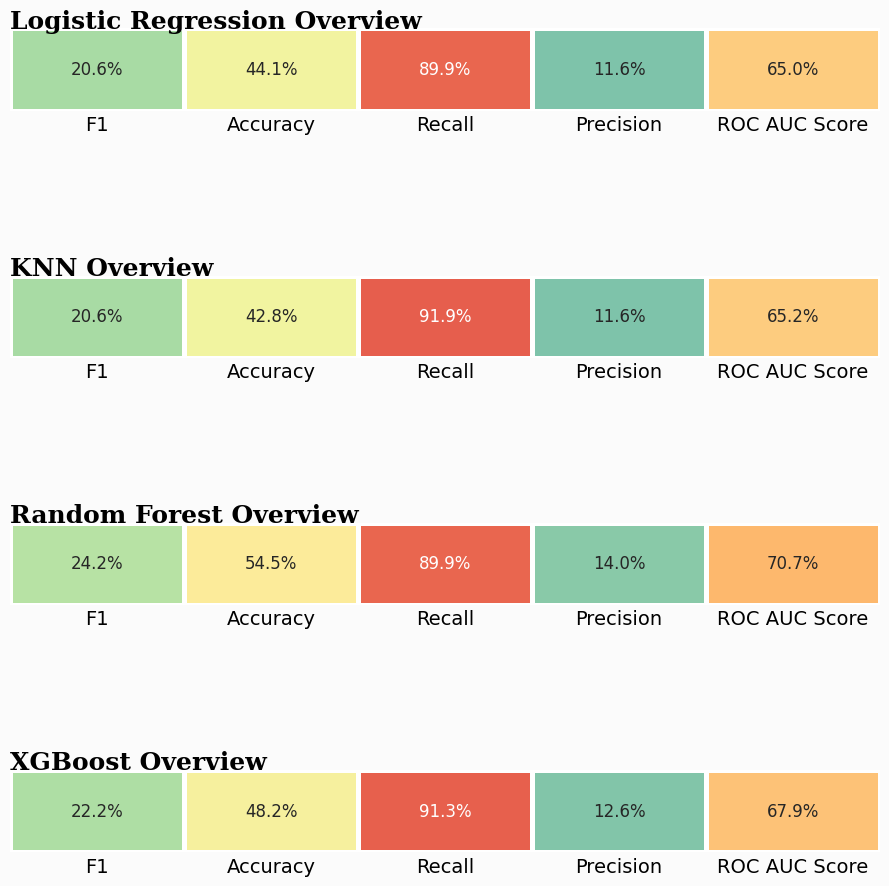 Logistic Regression Overview
20.6% 44.1% 89.9% 11.6% 65.0%
F1 Accuracy Recall Precision ROC AUC Score
KNN Overview
20.6% 42.8% 91.9% 11.6% 65.2%
F1 Accuracy Recall Precision ROC AUC Score
Random Forest Overview
24.2% 54.5% 89.9% 14.0% 70.7%
F1 Accuracy Recall Precision ROC AUC Score
XGBoost Overview
22.2% 48.2% 91.3% 12.6% 67.9%
F1 Accuracy Recall Precision ROC AUC Score